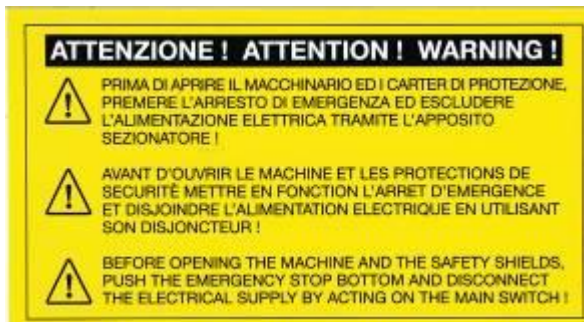 ATTENZIONE ! ATTENTION ! WARNING !
PRIMA DI APRIRE IL MACCHINARIO ED I CARTER DI PROTEZIONE,
PREMERE L'ARRESTO DI EMERGENZA ED ESCLUDERE
L'ALIMENTAZIONE ELETTRICA TRAMITE L'APPOSITO
SEZIONATORE !
AVANT D'OUVRIR LE MACHINE ET LES PROTECTIONS DE
SECURITÈ METTRE EN FONCTION L'ARRET D'EMERGENCE
ET DISJOINDRE L'ALIMENTATION ELECTRIQUE EN UTILISANT
SON DISJONCTEUR !
BEFORE OPENING THE MACHINE AND THE SAFETY SHIELDS,
PUSH THE EMERGENCY STOP BOTTOM AND DISCONNECT
THE ELECTRICAL SUPPLY BY ACTING ON THE MAIN SWITCH !